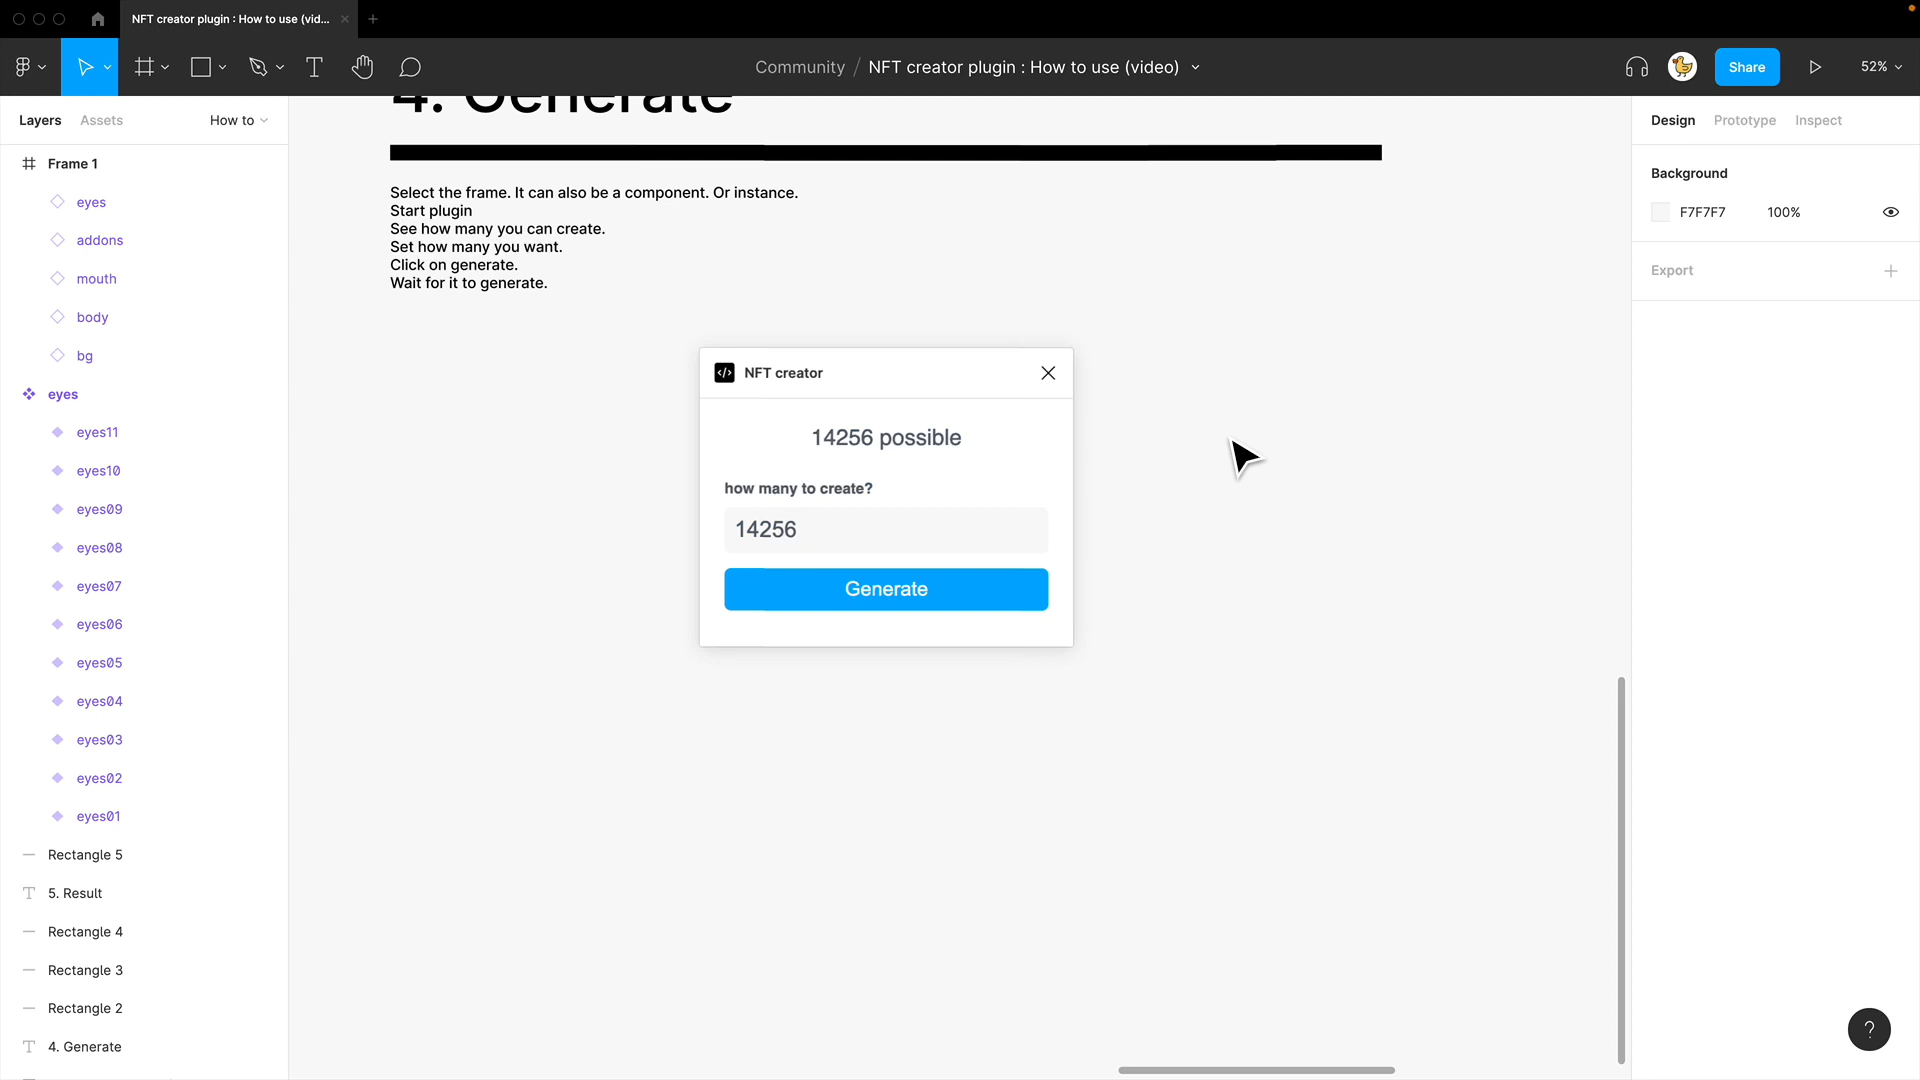 NFT creator plugin : How to use (vid...
Community / NFT creator plugin : How to use (video)
Share
52%
Layers
Assets
How to
Frame 1
eyes
addons
mouth
body
bg
eyes
eyes11
eyes10
eyes09
eyes08
eyes07
eyes06
eyes05
eyes04
eyes03
eyes02
eyes01
Rectangle 5
5. Result
Rectangle 4
Rectangle 3
Rectangle 2
4. Generate
4. Generate
Select the frame. It can also be a component. Or instance.
Start plugin
See how many you can create.
Set how many you want.
Click on generate.
Wait for it to generate.
NFT creator
14256 possible
how many to create?
14256
Generate
Design
Prototype
Inspect
Background
F7F7F7
100%
Export
?